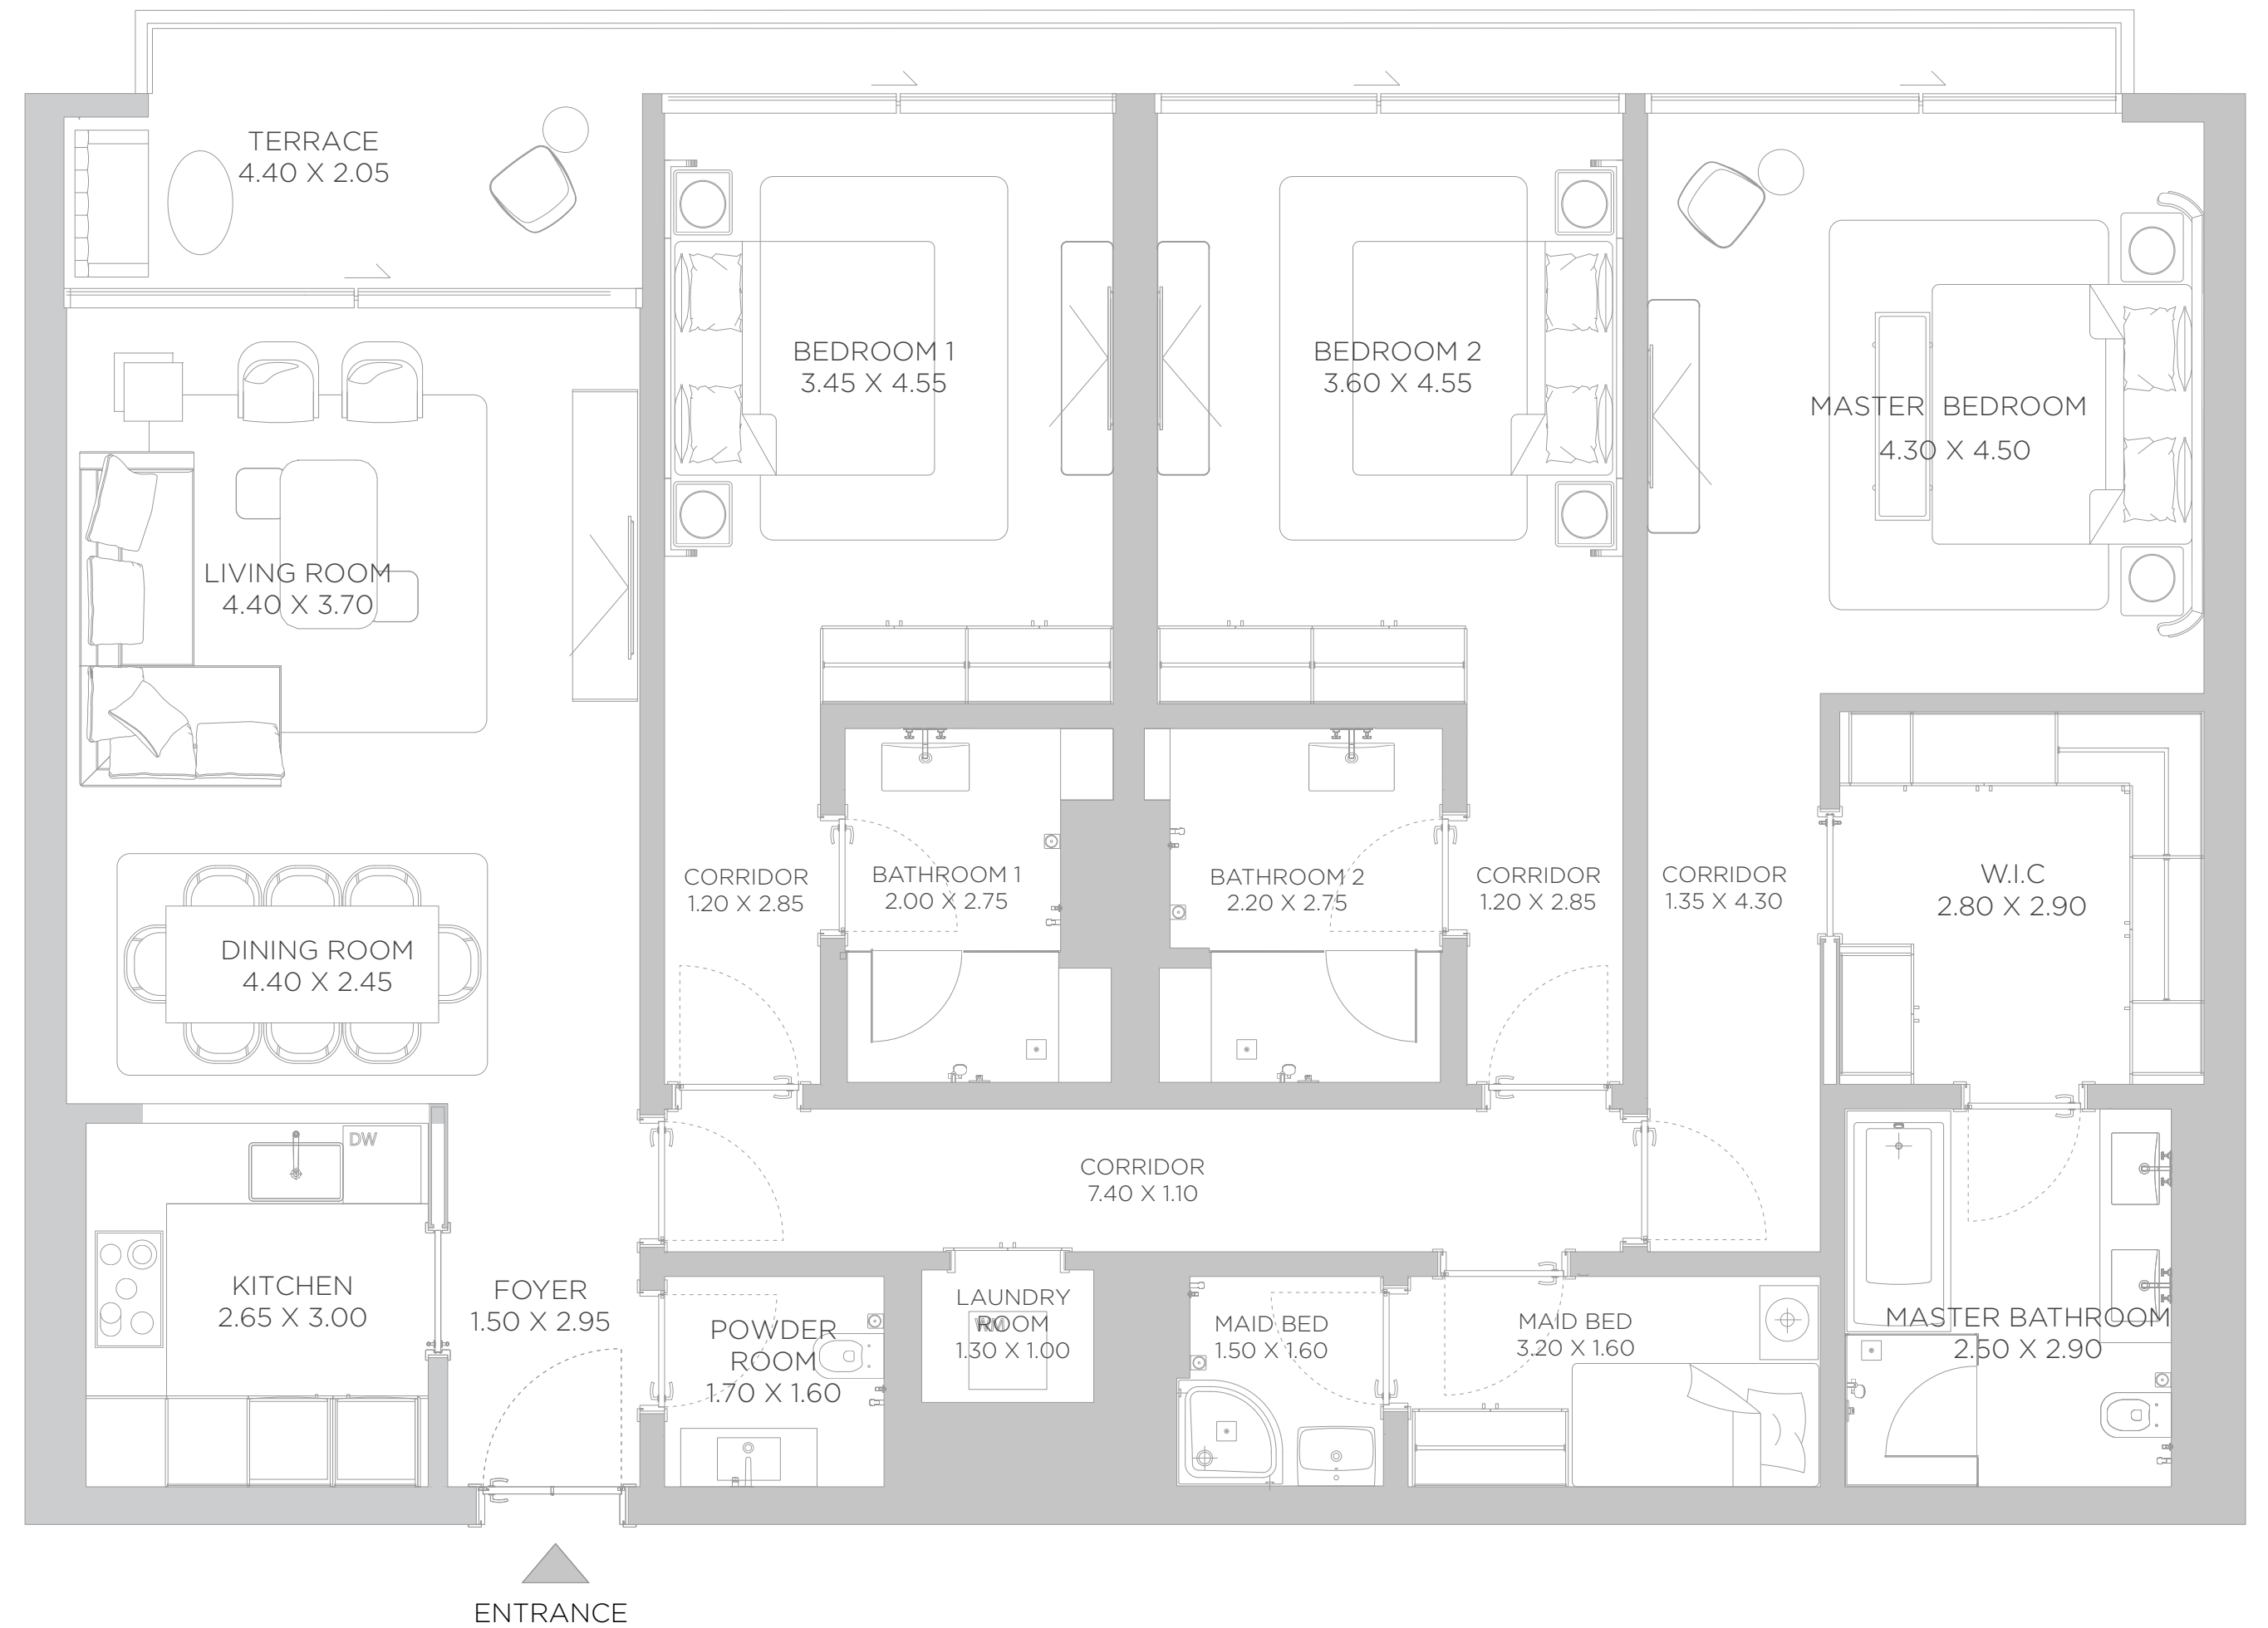 TERRACE
4.40 X 2.05
BEDROOM 1
3.45 X 4.55
BEDROOM 2
3.60 X 4.55
MASTER BEDROOM
4.30 X 4.50
LIVING ROOM
4.40 X 3.70
CORRIDOR
1.20 X 2.85
BATHROOM 1
2.00 X 2.75
BATHROOM 2
2.20 X 2.75
CORRIDOR
1.20 X 2.85
CORRIDOR
1.35 X 4.30
W.I.C
2.80 X 2.90
DINING ROOM
4.40 X 2.45
DW
CORRIDOR
7.40 X 1.10
KITCHEN
2.65 X 3.00
FOYER
1.50 X 2.95
POWDER
ROOM
1.70 X 1.60
LAUNDRY
ROOM
WM
1.30 X 1.00
MAID BED
1.50 X 1.60
MAID BED
3.20 X 1.60
MASTER BATHROOM
2.50 X 2.90
ENTRANCE